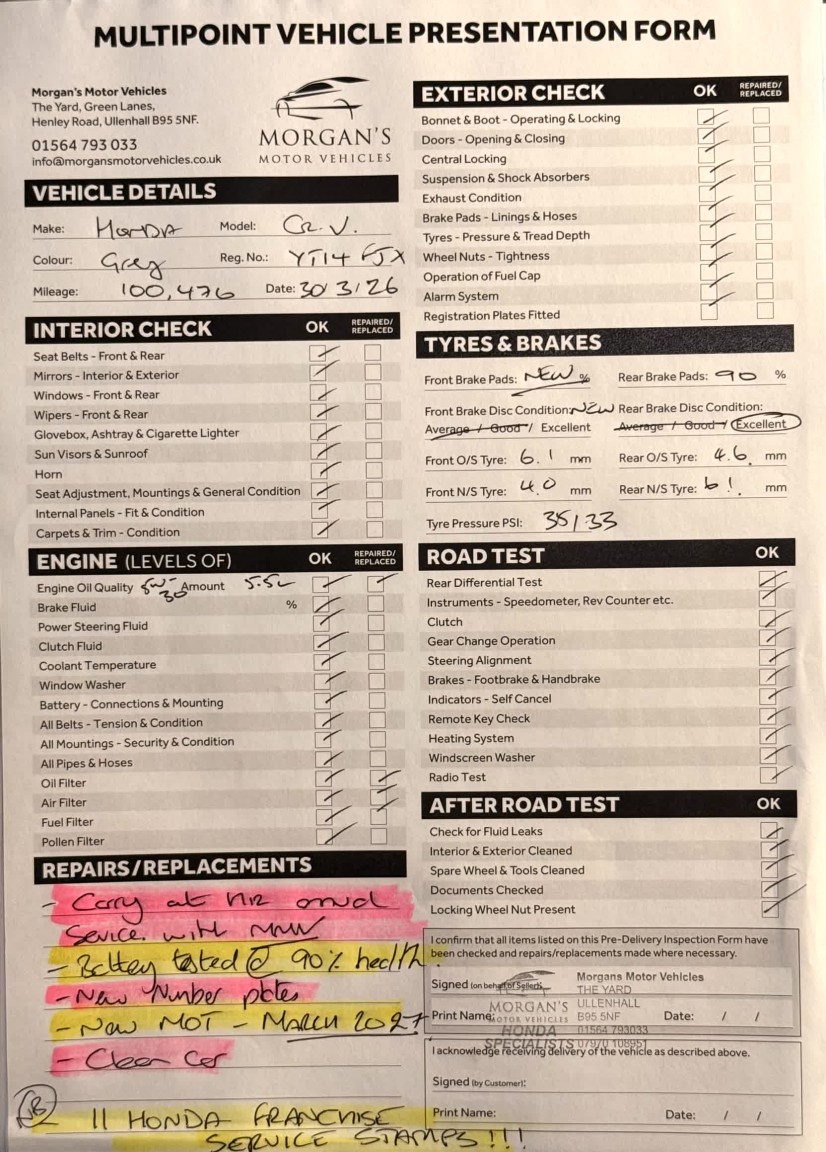 MULTIPOINT VEHICLE PRESENTATION FORM
Morgan's Motor Vehicles
The Yard, Green Lanes,
Henley Road, Ullenhall B95 5NF.
01564 793 033
info@morgansmotorvehicles.co.uk
MORGAN'S
MOTOR VEHICLES
VEHICLE DETAILS
Make: HONDA Model: CR.V.
Colour: Grey Reg. No.: YT14 FJX
Mileage: 100,476 Date: 30/3/26
INTERIOR CHECK OK REPAIRED/REPLACED
Seat Belts - Front & Rear
Mirrors - Interior & Exterior
Windows - Front & Rear
Wipers - Front & Rear
Glovebox, Ashtray & Cigarette Lighter
Sun Visors & Sunroof
Horn
Seat Adjustment, Mountings & General Condition
Internal Panels - Fit & Condition
Carpets & Trim - Condition
ENGINE (LEVELS OF) OK REPAIRED/REPLACED
Engine Oil Quality 5w-30 Amount 5.5L
Brake Fluid %
Power Steering Fluid
Clutch Fluid
Coolant Temperature
Window Washer
Battery - Connections & Mounting
All Belts - Tension & Condition
All Mountings - Security & Condition
All Pipes & Hoses
Oil Filter
Air Filter
Fuel Filter
Pollen Filter
REPAIRS/REPLACEMENTS
- Carry out
Service with MMV
- Battery tested @ 90% health.
- New Number plates
- New MOT - MARCH 2027
- Clean Car
11 HONDA FRANCHISE
SERVICE STAMPS!!!
EXTERIOR CHECK OK REPAIRED/REPLACED
Bonnet & Boot - Operating & Locking
Doors - Opening & Closing
Central Locking
Suspension & Shock Absorbers
Exhaust Condition
Brake Pads - Linings & Hoses
Tyres - Pressure & Tread Depth
Wheel Nuts - Tightness
Operation of Fuel Cap
Alarm System
Registration Plates Fitted
TYRES & BRAKES
Front Brake Pads: NEW % Rear Brake Pads: 90 %
Front Brake Disc Condition: NEW Rear Brake Disc Condition:
Average / Good / Excellent Average / Good / Excellent
Front O/S Tyre: 6.1 mm Rear O/S Tyre: 4.6 mm
Front N/S Tyre: 4.0 mm Rear N/S Tyre: 6!. mm
Tyre Pressure PSI: 35/33
ROAD TEST OK
Rear Differential Test
Instruments - Speedometer, Rev Counter etc.
Clutch
Gear Change Operation
Steering Alignment
Brakes - Footbrake & Handbrake
Indicators - Self Cancel
Remote Key Check
Heating System
Windscreen Washer
Radio Test
AFTER ROAD TEST OK
Check for Fluid Leaks
Interior & Exterior Cleaned
Spare Wheel & Tools Cleaned
Documents Checked
Locking Wheel Nut Present
I confirm that all items listed on this Pre-Delivery Inspection Form have
been checked and repairs/replacements made where necessary.
Signed (on behalf of Seller):
Print Name: Date: / /
MORGAN'S
MOTOR VEHICLES
HONDA
SPECIALISTS
Morgans Motor Vehicles
THE YARD
ULLENHALL
B95 5NF
01564 793033
07970 108951
I acknowledge receiving delivery of the vehicle as described above.
Signed (by Customer):
Print Name: Date: / /